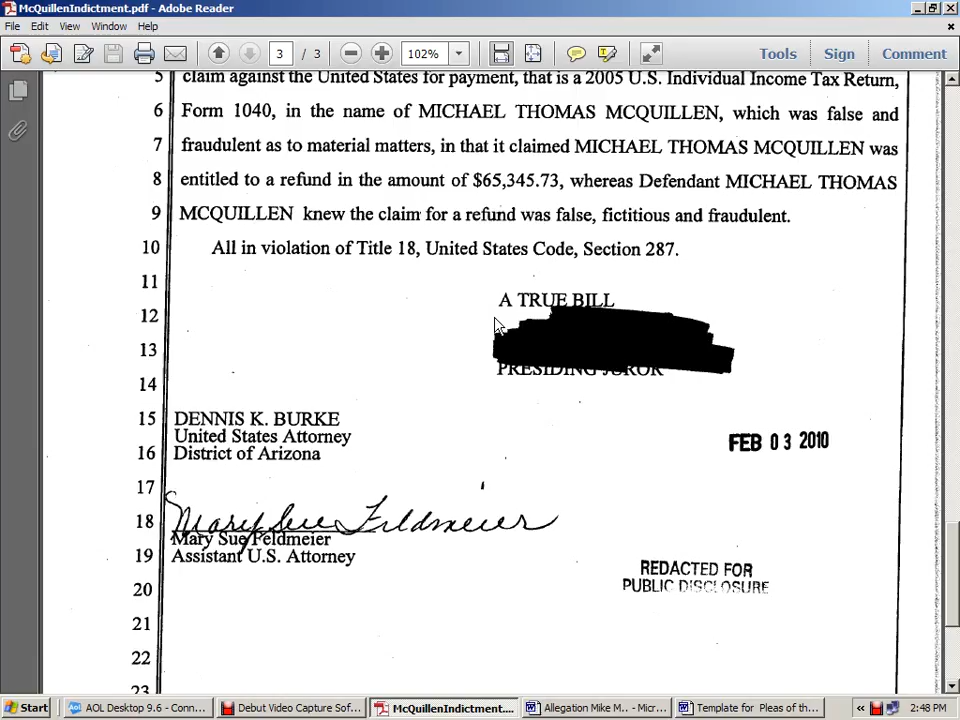 McQuillenIndictment.pdf - Adobe Reader
File Edit View Window Help
3 / 3 102% Tools Sign Comment
5 claim against the United States for payment, that is a 2005 U.S. Individual Income Tax Return,
6 Form 1040, in the name of MICHAEL THOMAS MCQUILLEN, which was false and
7 fraudulent as to material matters, in that it claimed MICHAEL THOMAS MCQUILLEN was
8 entitled to a refund in the amount of $65,345.73, whereas Defendant MICHAEL THOMAS
9 MCQUILLEN knew the claim for a refund was false, fictitious and fraudulent.
10 All in violation of Title 18, United States Code, Section 287.
11
A TRUE BILL
12
13
PRESIDING JUROR
14
15 DENNIS K. BURKE
United States Attorney
FEB 03 2010
16 District of Arizona
17
18 Mary Sue Feldmeier
Mary Sue Feldmeier
19 Assistant U.S. Attorney
REDACTED FOR
20 PUBLIC DISCLOSURE
21
22
23
Start AOL Desktop 9.6 - Conn... Debut Video Capture Sof... McQuillenIndictment.... Allegation Mike M.. - Micr... Template for Pleas of th... « 2:48 PM